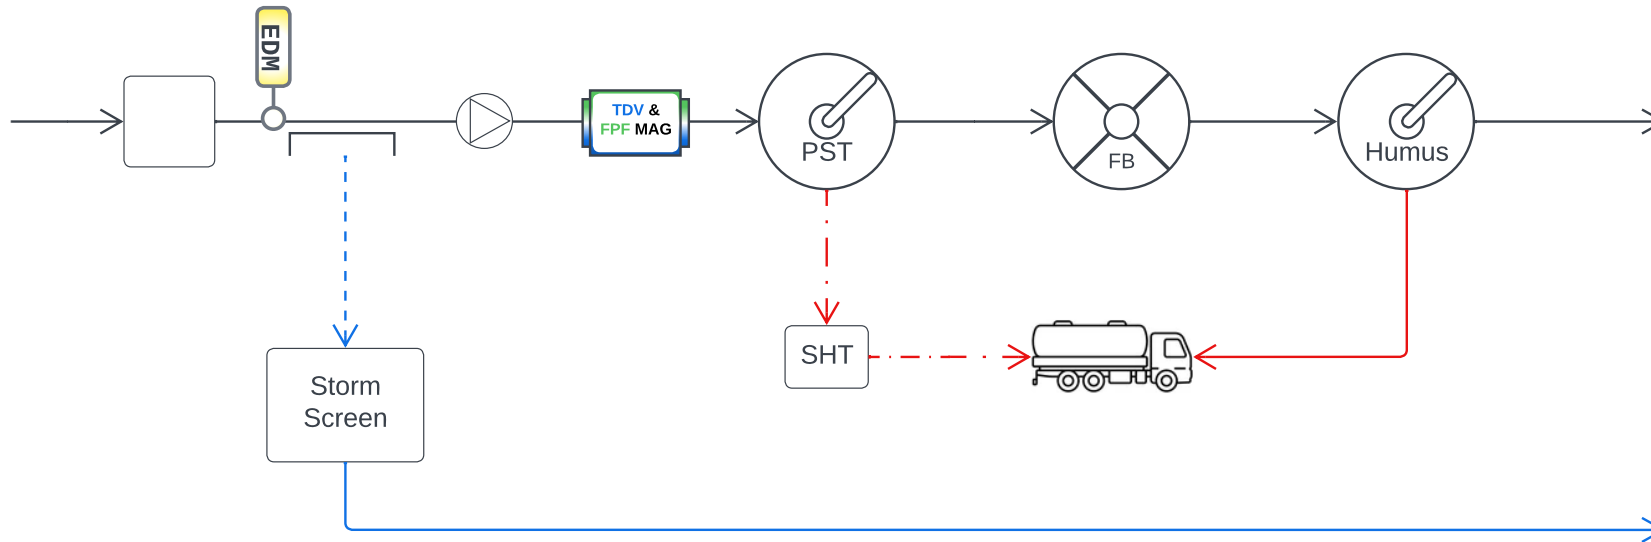 EDM
TDV &
FPF MAG
PST
FB
Humus
SHT
Storm
Screen